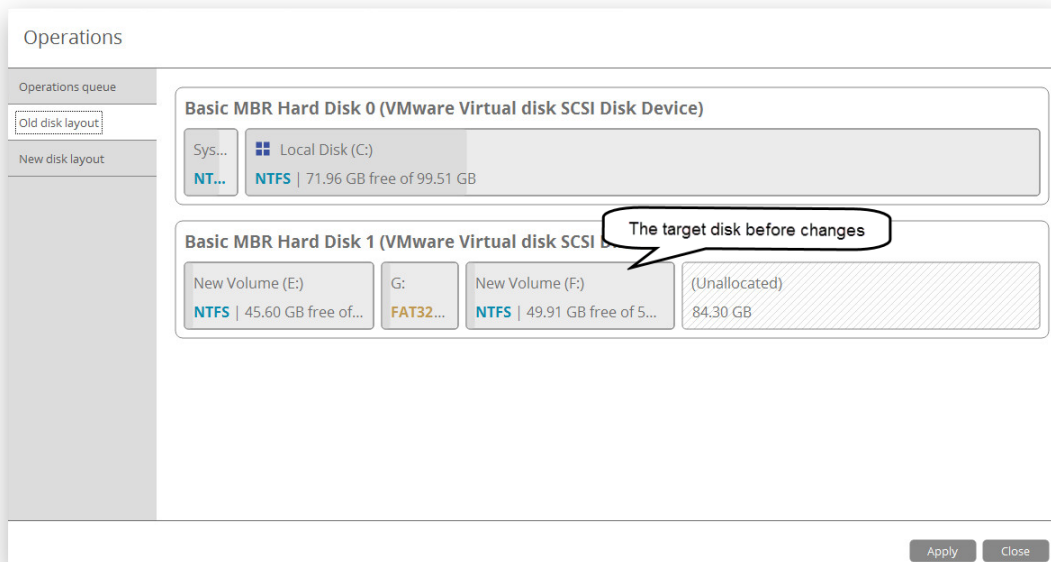 Operations
Operations queue
Old disk layout
New disk layout
Basic MBR Hard Disk 0 (VMware Virtual disk SCSI Disk Device)
Sys...
NT...
Local Disk (C:)
NTFS | 71.96 GB free of 99.51 GB
The target disk before changes
Basic MBR Hard Disk 1 (VMware Virtual disk SCSI
New Volume (E:)
NTFS | 45.60 GB free of...
G:
FAT32...
New Volume (F:)
NTFS | 49.91 GB free of 5...
(Unallocated)
84.30 GB
Apply
Close